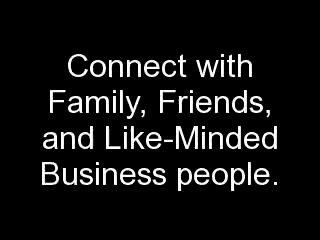 Connect with
Family, Friends,
and Like-Minded
Business people.